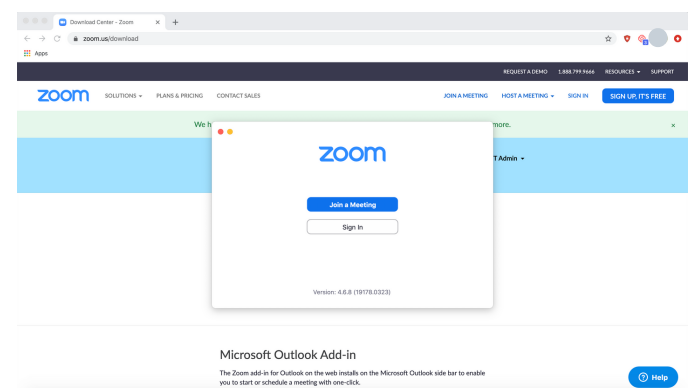 Download Center - Zoom
zoom.us/download
Apps
REQUEST A DEMO 1.888.799.9666 RESOURCES SUPPORT
zoom SOLUTIONS PLANS & PRICING CONTACT SALES JOIN A MEETING HOST A MEETING SIGN IN SIGN UP, IT'S FREE
We h more.
zoom
T Admin
Join a Meeting
Sign In
Version: 4.6.8 (19178.0323)
Microsoft Outlook Add-in
The Zoom add-in for Outlook on the web installs on the Microsoft Outlook side bar to enable
you to start or schedule a meeting with one-click.
Help